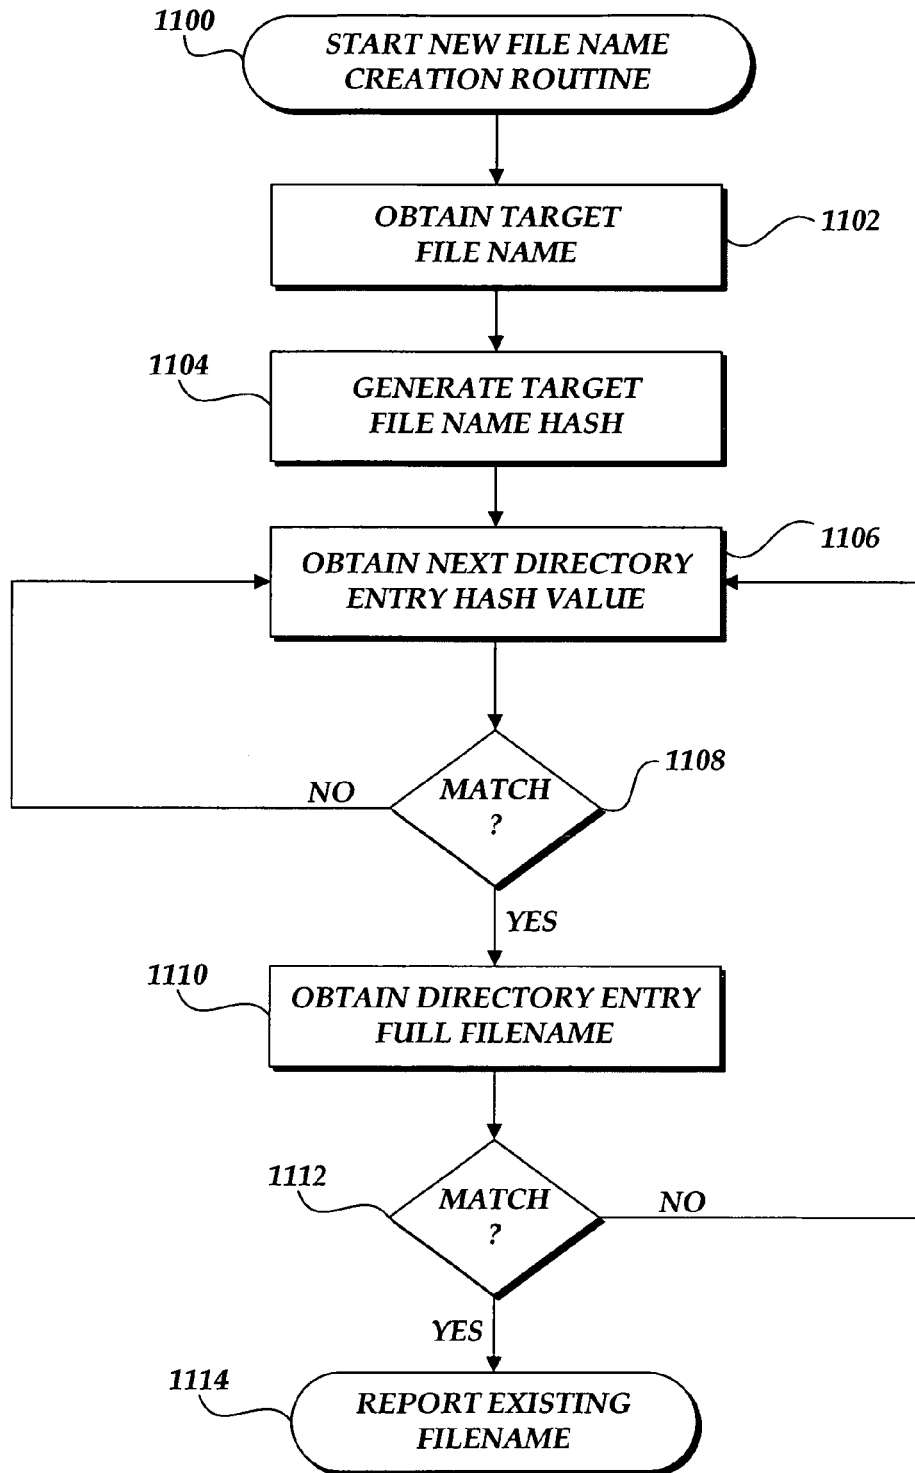 1100
START NEW FILE NAME
CREATION ROUTINE
OBTAIN TARGET
FILE NAME
1102
1104
GENERATE TARGET
FILE NAME HASH
1106
OBTAIN NEXT DIRECTORY
ENTRY HASH VALUE
1108
MATCH
?
NO
YES
1110
OBTAIN DIRECTORY ENTRY
FULL FILENAME
1112
MATCH
?
NO
YES
1114
REPORT EXISTING
FILENAME